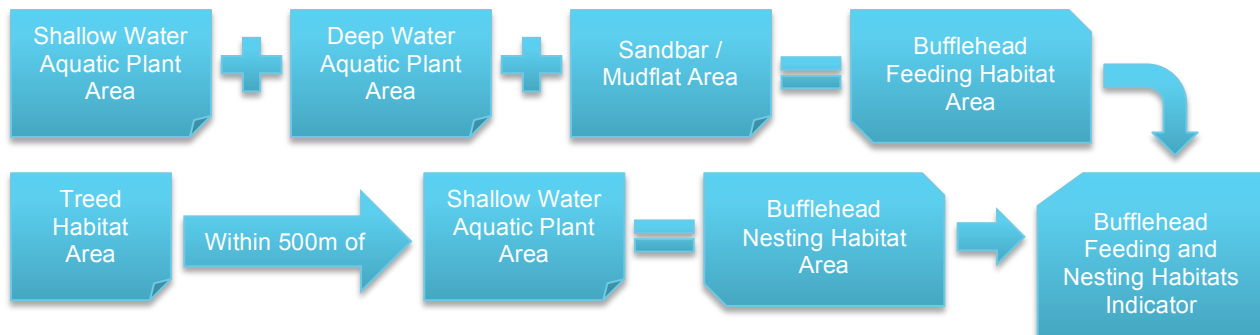 Shallow Water
Aquatic Plant
Area
Deep Water
Aquatic Plant
Area
Sandbar /
Mudflat Area
Bufflehead
Feeding Habitat
Area
Treed
Habitat
Area
Within 500m of
Shallow Water
Aquatic Plant
Area
Bufflehead
Nesting Habitat
Area
Bufflehead
Feeding and
Nesting Habitats
Indicator